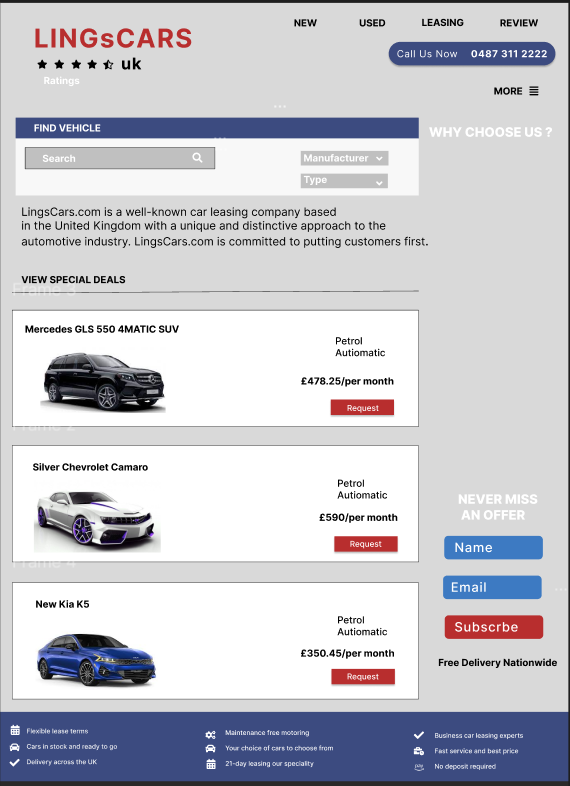 NEW USED LEASING REVIEW
LINGsCARS
uk
Call Us Now 0487 311 2222
Ratings
MORE
FIND VEHICLE
WHY CHOOSE US ?
Search
Manufacturer
Type
LingsCars.com is a well-known car leasing company based
in the United Kingdom with a unique and distinctive approach to the
automotive industry. LingsCars.com is committed to putting customers first.
VIEW SPECIAL DEALS
Frame 3
Mercedes GLS 550 4MATIC SUV
Petrol
Autiomatic
£478.25/per month
Request
Frame 2
Silver Chevrolet Camaro
Petrol
Autiomatic
£590/per month
Request
Frame 4
New Kia K5
Petrol
Autiomatic
£350.45/per month
Request
NEVER MISS
AN OFFER
Name
Email
Subscrbe
Free Delivery Nationwide
Flexible lease terms
Cars in stock and ready to go
Delivery across the UK
Maintenance free motoring
Your choice of cars to choose from
21-day leasing our speciality
Business car leasing experts
Fast service and best price
No deposit required